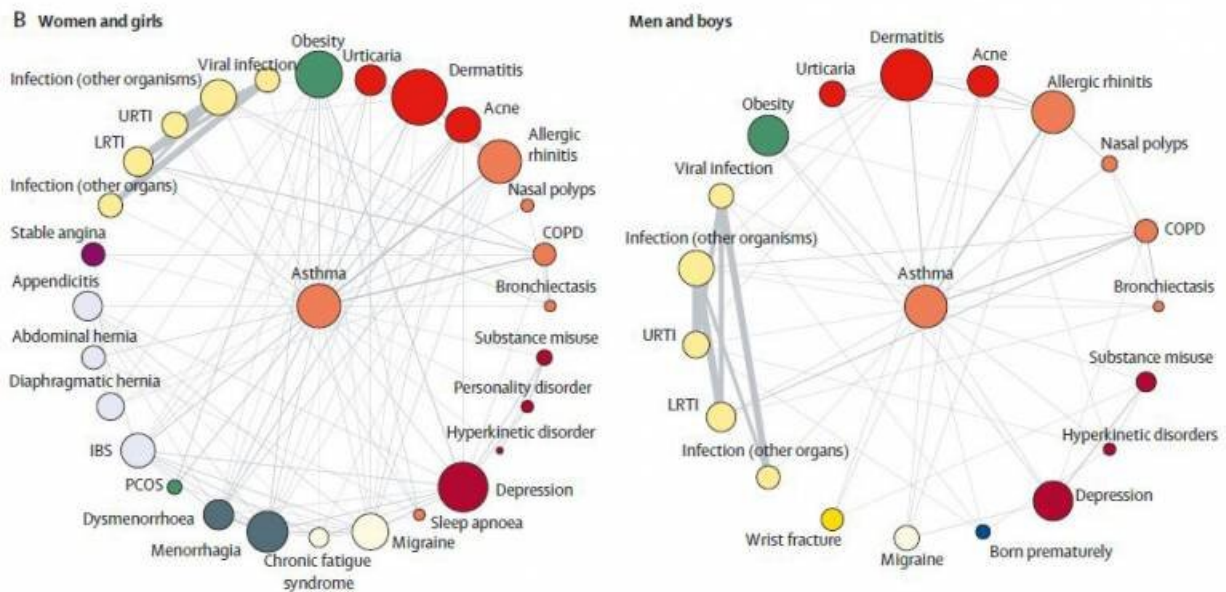 B Women and girls
Obesity
Urticaria
Viral infection
Dermatitis
Infection (other organisms)
Acne
URTI
Allergic
rhinitis
LRTI
Nasal polyps
Infection (other organs)
COPD
Stable angina
Asthma
Bronchiectasis
Appendicitis
Substance misuse
Abdominal hernia
Personality disorder
Diaphragmatic hernia
Hyperkinetic disorder
IBS
PCOS
Depression
Dysmenorrhoea
Sleep apnoea
Menorrhagia
Migraine
Chronic fatigue
syndrome
Men and boys
Dermatitis
Acne
Urticaria
Allergic rhinitis
Obesity
Nasal polyps
Viral infection
COPD
Infection (other organisms)
Asthma
Bronchiectasis
URTI
Substance misuse
LRTI
Hyperkinetic disorders
Infection (other organs)
Depression
Wrist fracture
Born prematurely
Migraine